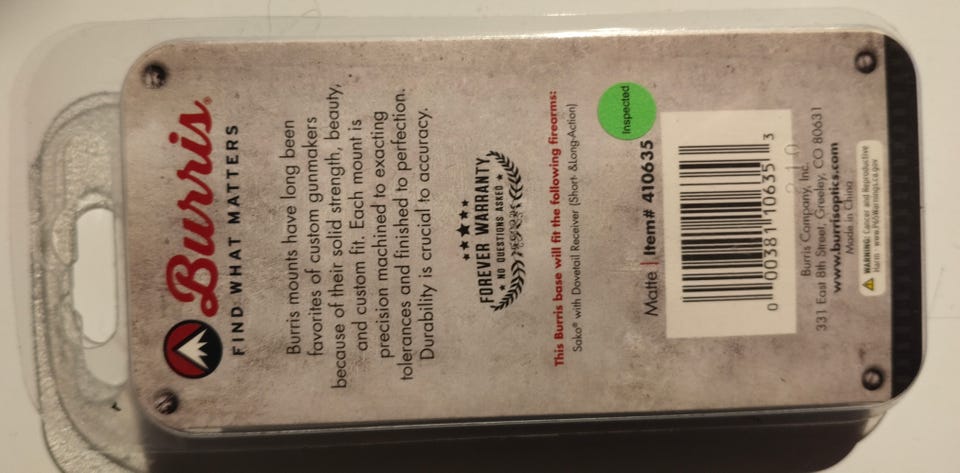 Burris®
FIND WHAT MATTERS
Burris mounts have long been
favorites of custom gunmakers
because of their solid strength, beauty,
and custom fit. Each mount is
precision machined to exacting
tolerances and finished to perfection.
Durability is crucial to accuracy.
FOREVER WARRANTY
★ NO QUESTIONS ASKED ★
This Burris base will fit the following firearms:
Sako® with Dovetail Receiver (Short- &Long-Action)
Inspected
Matte | Item# 410635
0 00381 10635 3
Burris Company, Inc.
331 East 8th Street, Greeley, CO 80631
www.burrisoptics.com
Made in China
WARNING: Cancer and Reproductive
Harm - www.P65Warnings.ca.gov